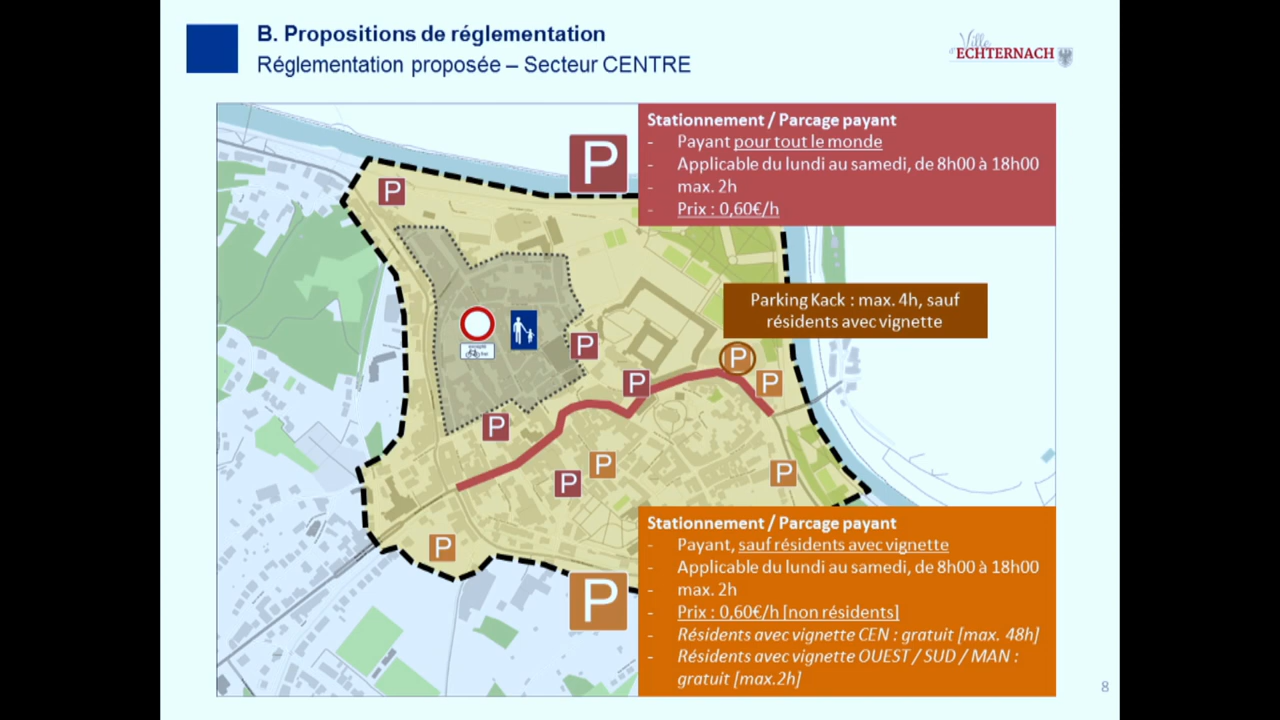 B. Propositions de réglementation
Réglementation proposée – Secteur CENTRE
Ville
d'ECHTERNACH
P
Stationnement / Parcage payant
- Payant pour tout le monde
- Applicable du lundi au samedi, de 8h00 à 18h00
- max. 2h
- Prix : 0,60€/h
P
Parking Kack : max. 4h, sauf
résidents avec vignette
excepté
P
P
P
P
P
P
P
P
P
P
P
Stationnement / Parcage payant
- Payant, sauf résidents avec vignette
- Applicable du lundi au samedi, de 8h00 à 18h00
- max. 2h
- Prix : 0,60€/h [non résidents]
- Résidents avec vignette CEN : gratuit [max. 48h]
- Résidents avec vignette OUEST / SUD / MAN :
gratuit [max.2h]
8